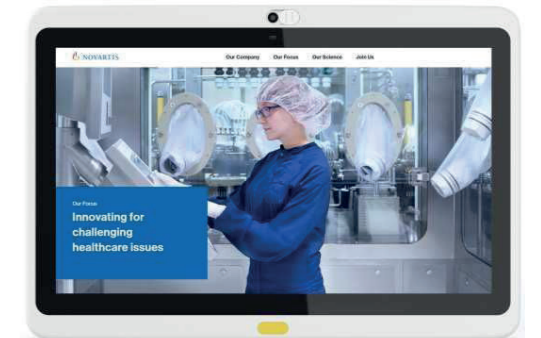 NOVARTIS
Our Company Our Focus Our Science Join Us
Our Focus
Innovating for
challenging
healthcare issues